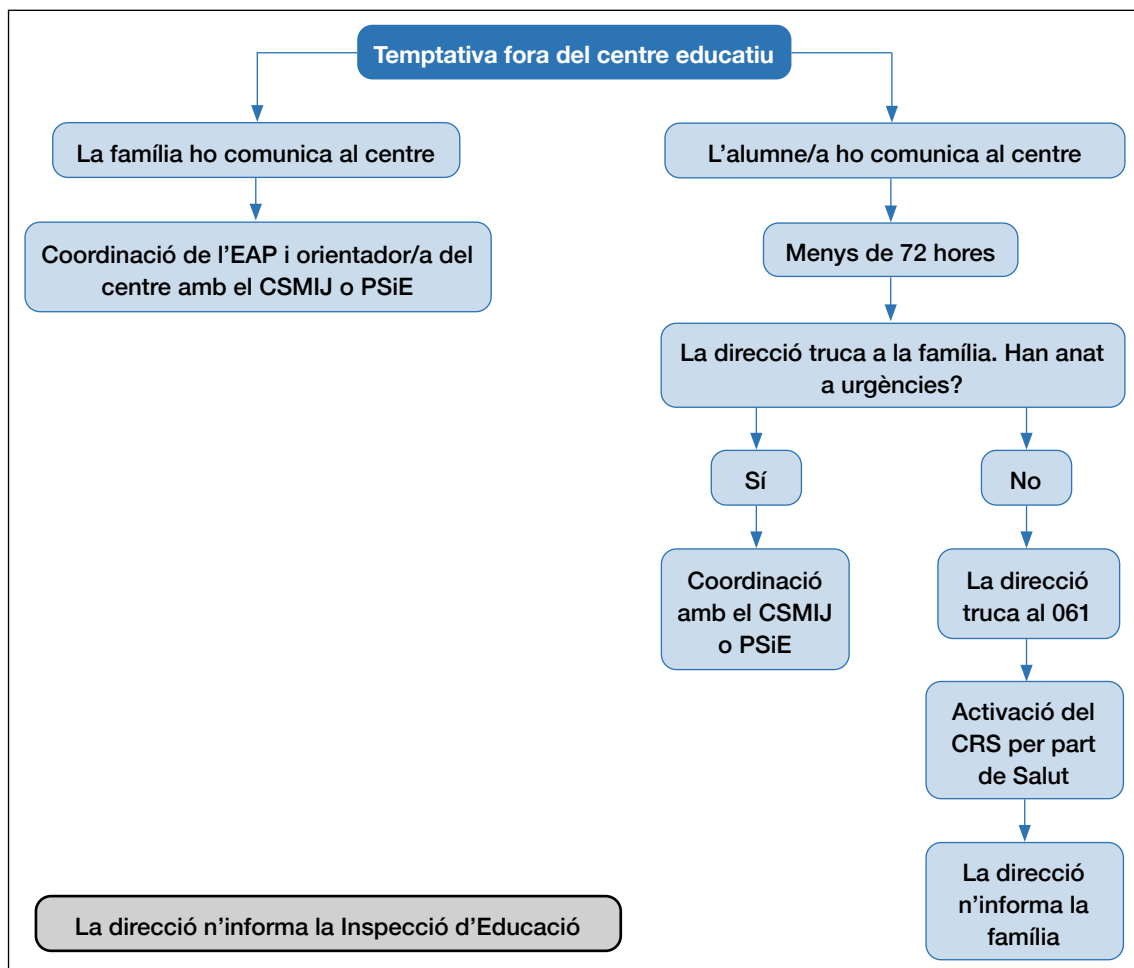 Temptativa fora del centre educatiu
La família ho comunica al centre
Coordinació de l'EAP i orientador/a del
centre amb el CSMIJ o PSiE
L'alumne/a ho comunica al centre
Menys de 72 hores
La direcció truca a la família. Han anat
a urgències?
Sí
Coordinació
amb el CSMIJ
o PSiE
No
La direcció
truca al 061
Activació del
CRS per part
de Salut
La direcció
n'informa la
família
La direcció n'informa la Inspecció d'Educació